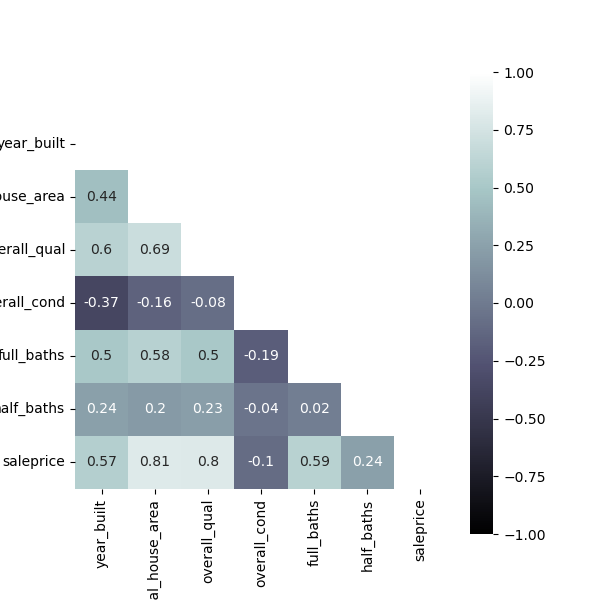 1.00
year_built
0.75
ouse_area 0.44
0.50
erall_qual 0.6 0.69
0.25
erall_cond -0.37 -0.16 -0.08
0.00
full_baths 0.5 0.58 0.5 -0.19
−0.25
alf_baths 0.24 0.2 0.23 -0.04 0.02
−0.50
saleprice 0.57 0.81 0.8 -0.1 0.59 0.24
−0.75
−1.00
year_built
al_house_area
overall_qual
overall_cond
full_baths
half_baths
saleprice